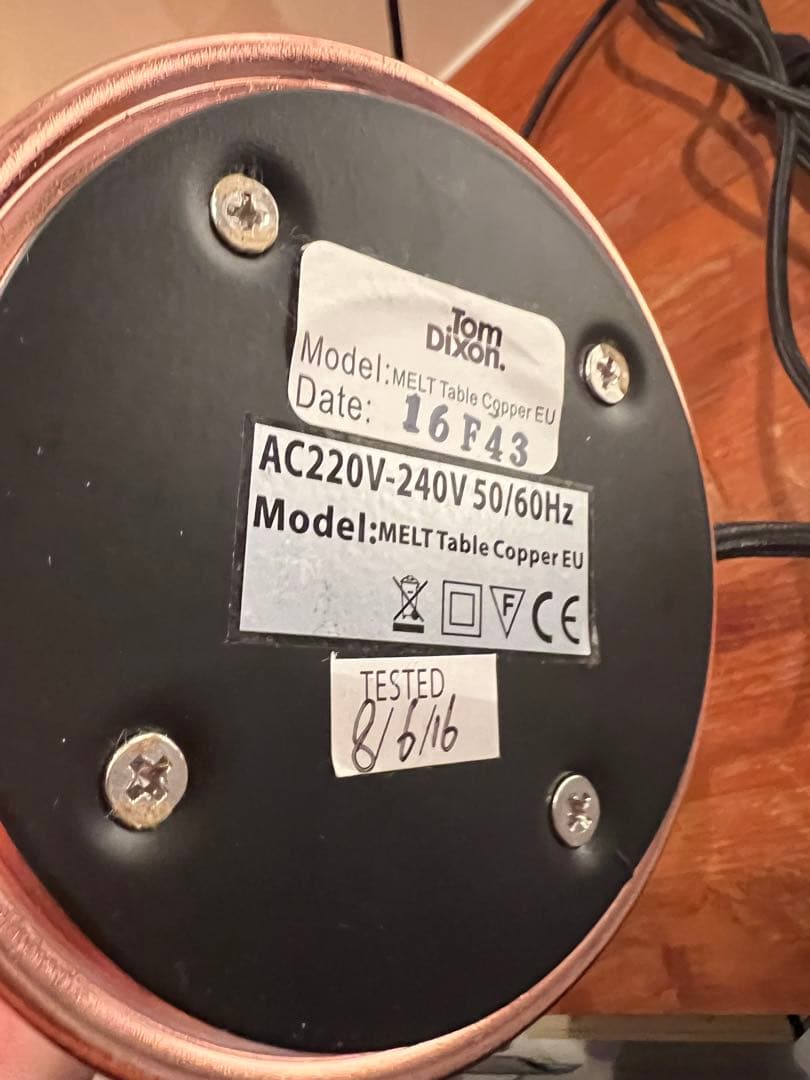 Tom
Dixon.
Model:MELT Table Copper EU
Date: 16 F43
AC220V-240V 50/60Hz
Model:MELT Table Copper EU
F CE
TESTED
8/6/16